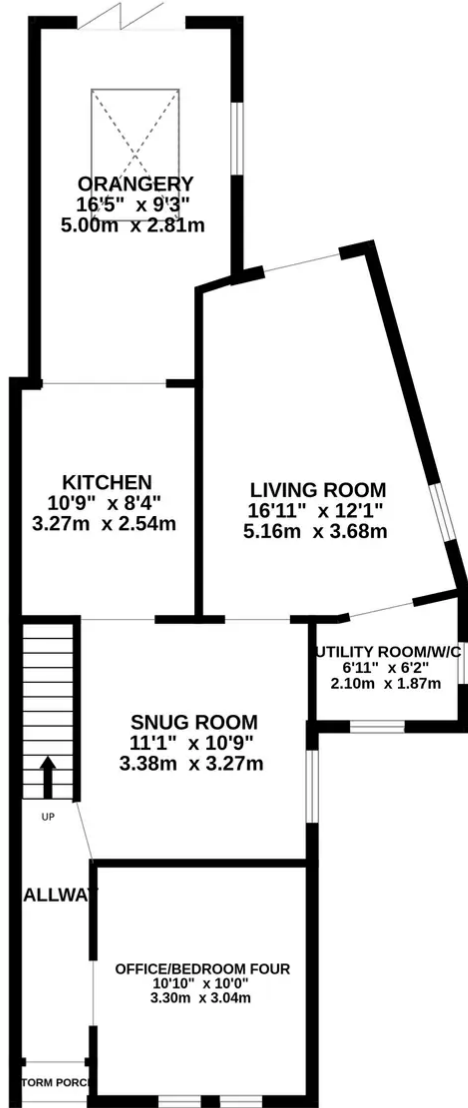 ORANGERY
16'5" x 9'3"
5.00m x 2.81m
KITCHEN
10'9" x 8'4"
3.27m x 2.54m
LIVING ROOM
16'11" x 12'1"
5.16m x 3.68m
UTILITY ROOM/W/C
6'11" x 6'2"
2.10m x 1.87m
SNUG ROOM
11'1" x 10'9"
3.38m x 3.27m
UP
ALLWAY
OFFICE/BEDROOM FOUR
10'10" x 10'0"
3.30m x 3.04m
TORM PORC